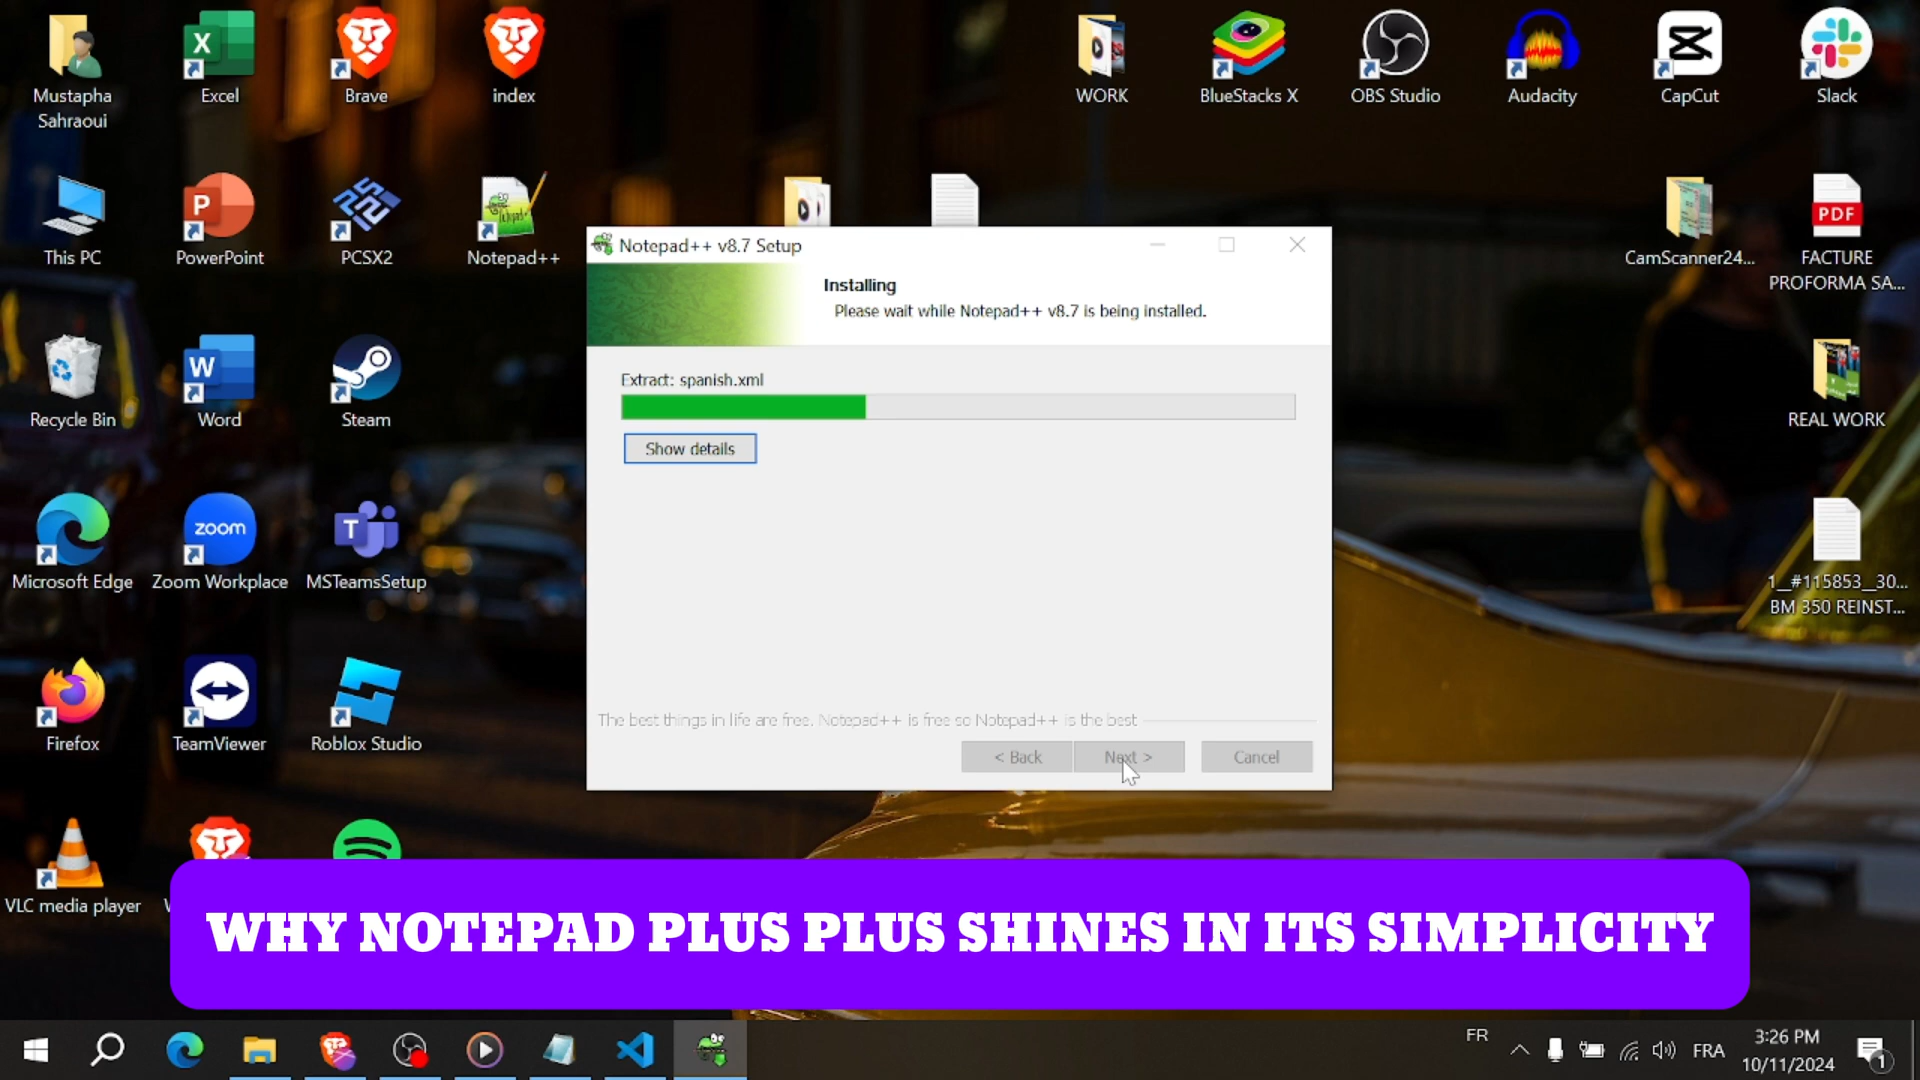 Mustapha
Sahraoui
Excel
Brave
index
WORK
BlueStacks X
OBS Studio
Audacity
CapCut
Slack
This PC
PowerPoint
PCSX2
Notepad++
CamScanner24...
PDF
FACTURE
PROFORMA SA...
Notepad++ v8.7 Setup
Installing
Please wait while Notepad++ v8.7 is being installed.
Extract: spanish.xml
Show details
Recycle Bin
Word
Steam
REAL WORK
zoom
Microsoft Edge
Zoom Workplace
MSTeamsSetup
1__#115853__30...
BM 350 REINST...
Firefox
TeamViewer
Roblox Studio
The best things in life are free. Notepad++ is free so Notepad++ is the best
< Back
Next >
Cancel
VLC media player
WHY NOTEPAD PLUS PLUS SHINES IN ITS SIMPLICITY
FR
FRA
3:26 PM
10/11/2024
1